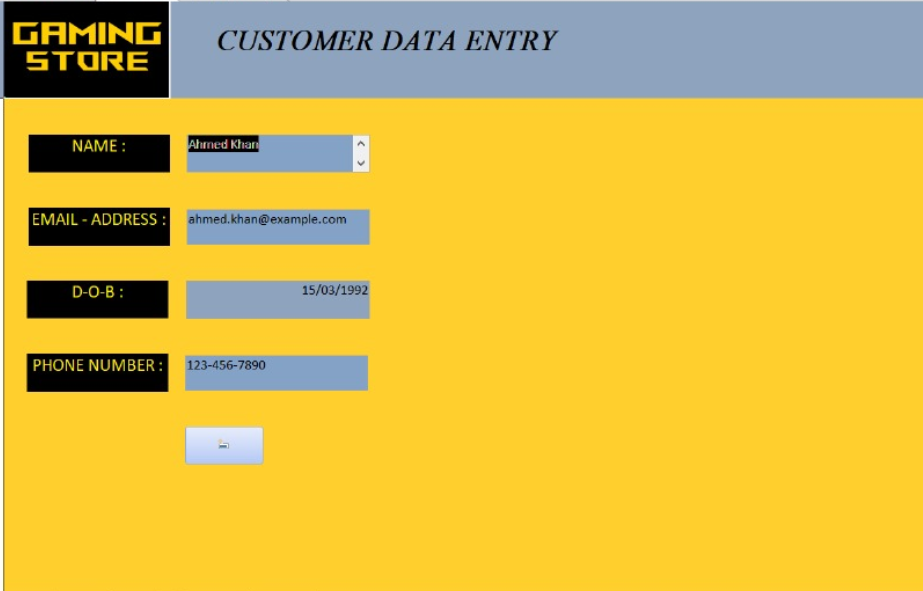 GAMING
STORE
CUSTOMER DATA ENTRY
NAME :
Ahmed Khan
EMAIL - ADDRESS :
ahmed.khan@example.com
D-O-B :
15/03/1992
PHONE NUMBER :
123-456-7890